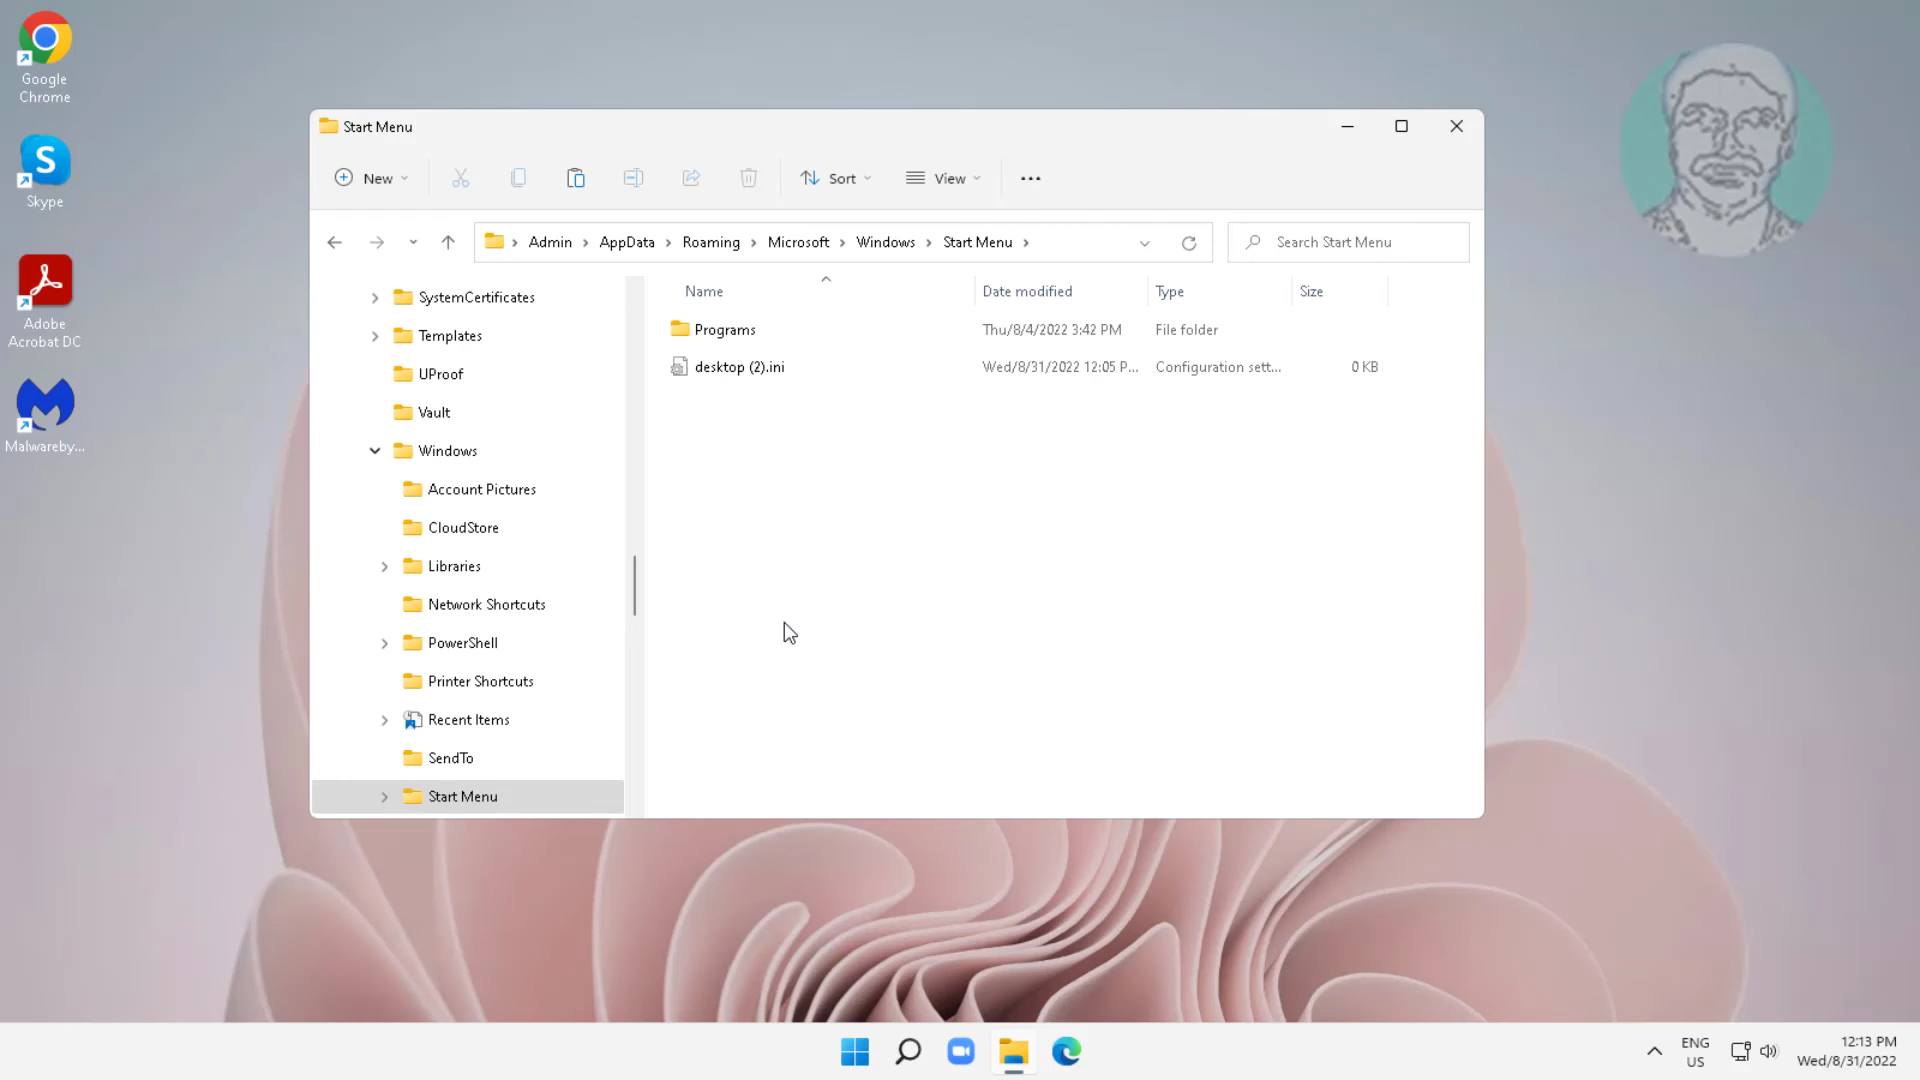 Google
Chrome
S
Skype
Adobe
Acrobat DC
Malwareby...
Start Menu
New
Sort
View
Admin
AppData
Roaming
Microsoft
Windows
Start Menu
Search Start Menu
SystemCertificates
Templates
UProof
Vault
Windows
Account Pictures
CloudStore
Libraries
Network Shortcuts
PowerShell
Printer Shortcuts
Recent Items
SendTo
Start Menu
Name Date modified Type Size
Programs Thu/8/4/2022 3:42 PM File folder
desktop (2).ini Wed/8/31/2022 12:05 P... Configuration sett... 0 KB
ENG
US
12:13 PM
Wed/8/31/2022